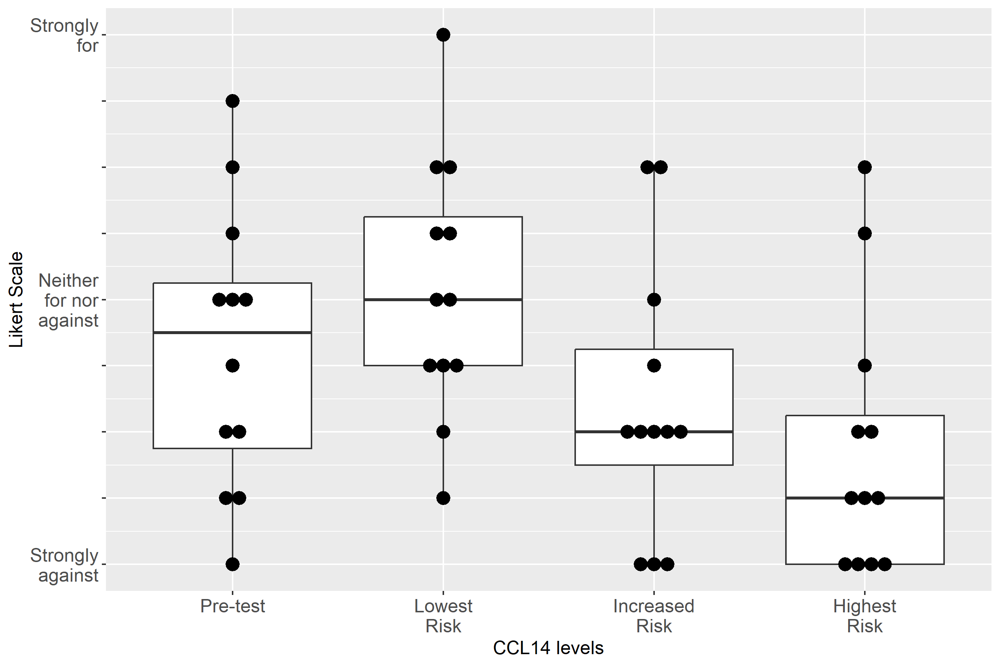 Strongly
for
Neither
for nor
against
Strongly
against
Likert Scale
Pre-test
Lowest
Risk
Increased
Risk
Highest
Risk
CCL14 levels